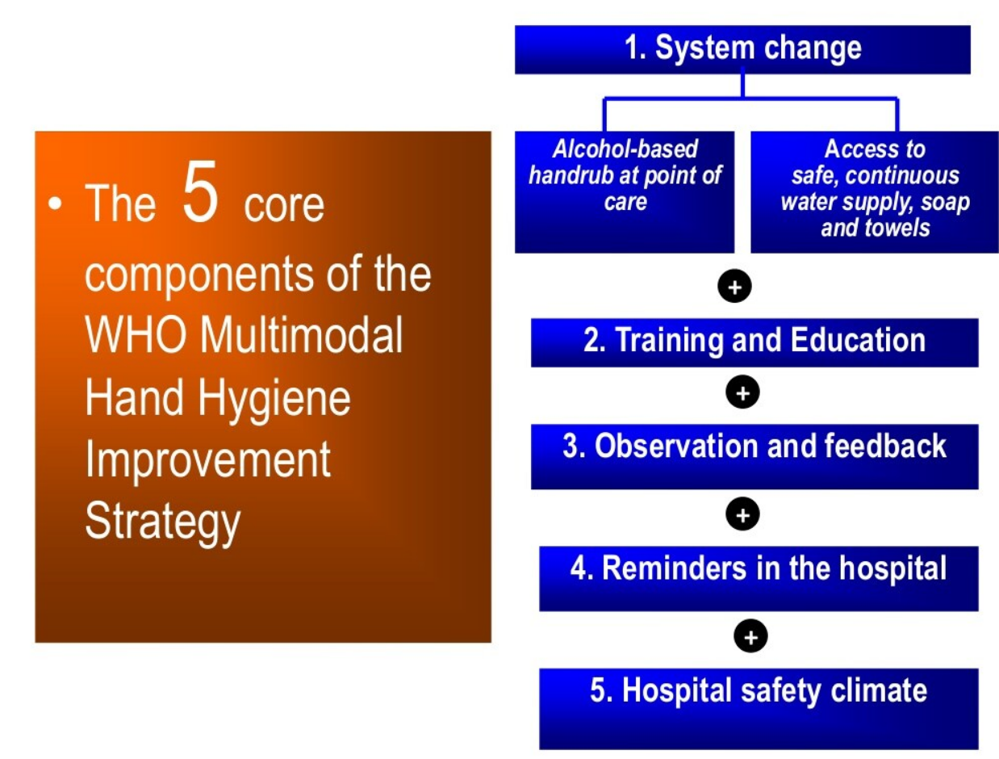 • The 5 core
components of the
WHO Multimodal
Hand Hygiene
Improvement
Strategy
1. System change
Alcohol-based
handrub at point of
care
Access to
safe, continuous
water supply, soap
and towels
+
2. Training and Education
+
3. Observation and feedback
+
4. Reminders in the hospital
+
5. Hospital safety climate